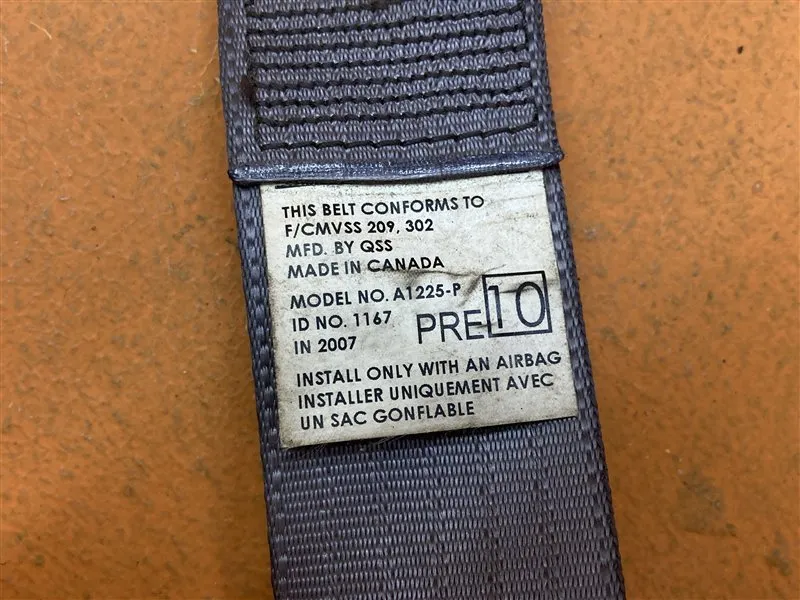 THIS BELT CONFORMS TO
F/CMVSS 209, 302
MFD. BY QSS
MADE IN CANADA
MODEL NO. A1225-P
ID NO. 1167
IN 2007
PRE 10
INSTALL ONLY WITH AN AIRBAG
INSTALLER UNIQUEMENT AVEC
UN SAC GONFLABLE